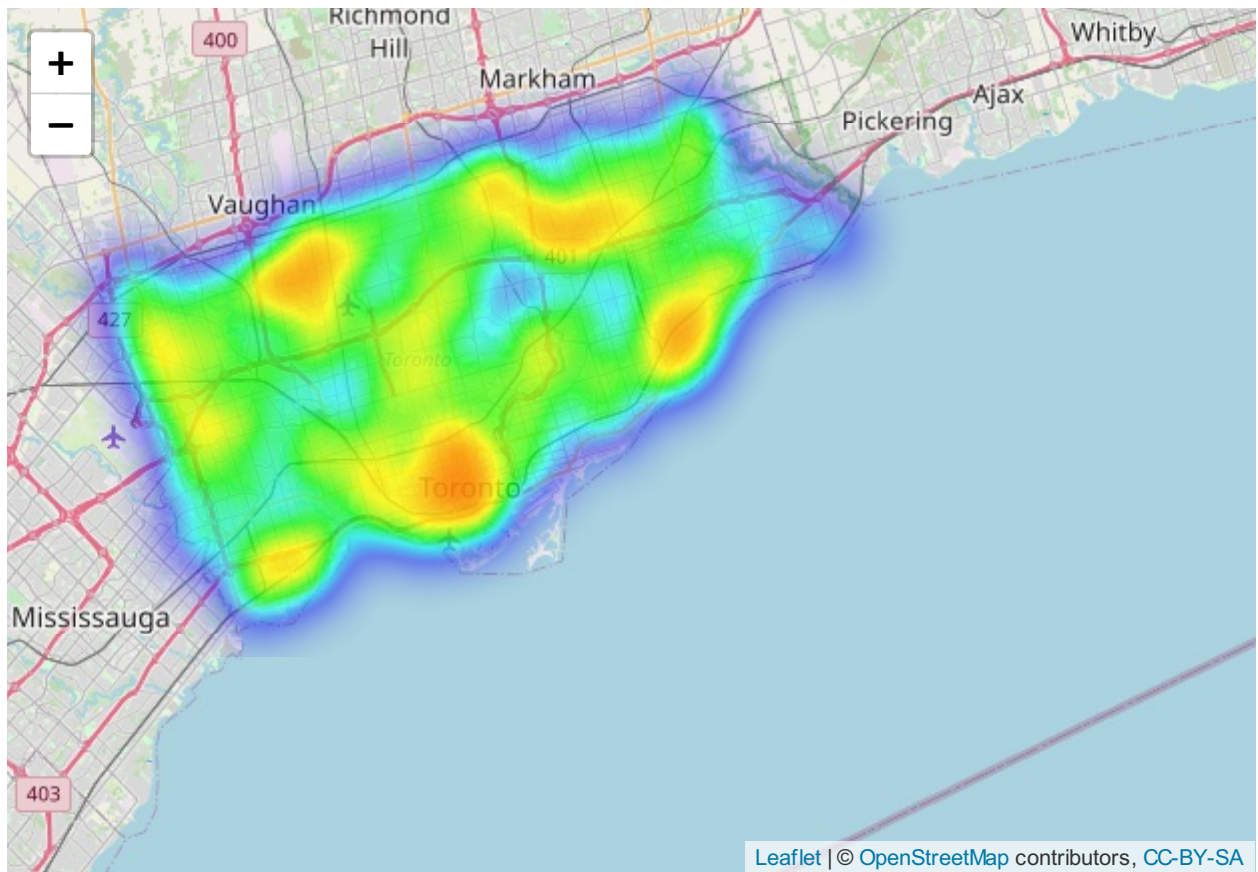 Richmond
Hill
Whitby
400
Markham
Ajax
Pickering
+
−
Vaughan
401
427
Toronto
Toronto
Mississauga
403
Leaflet | © OpenStreetMap contributors, CC-BY-SA